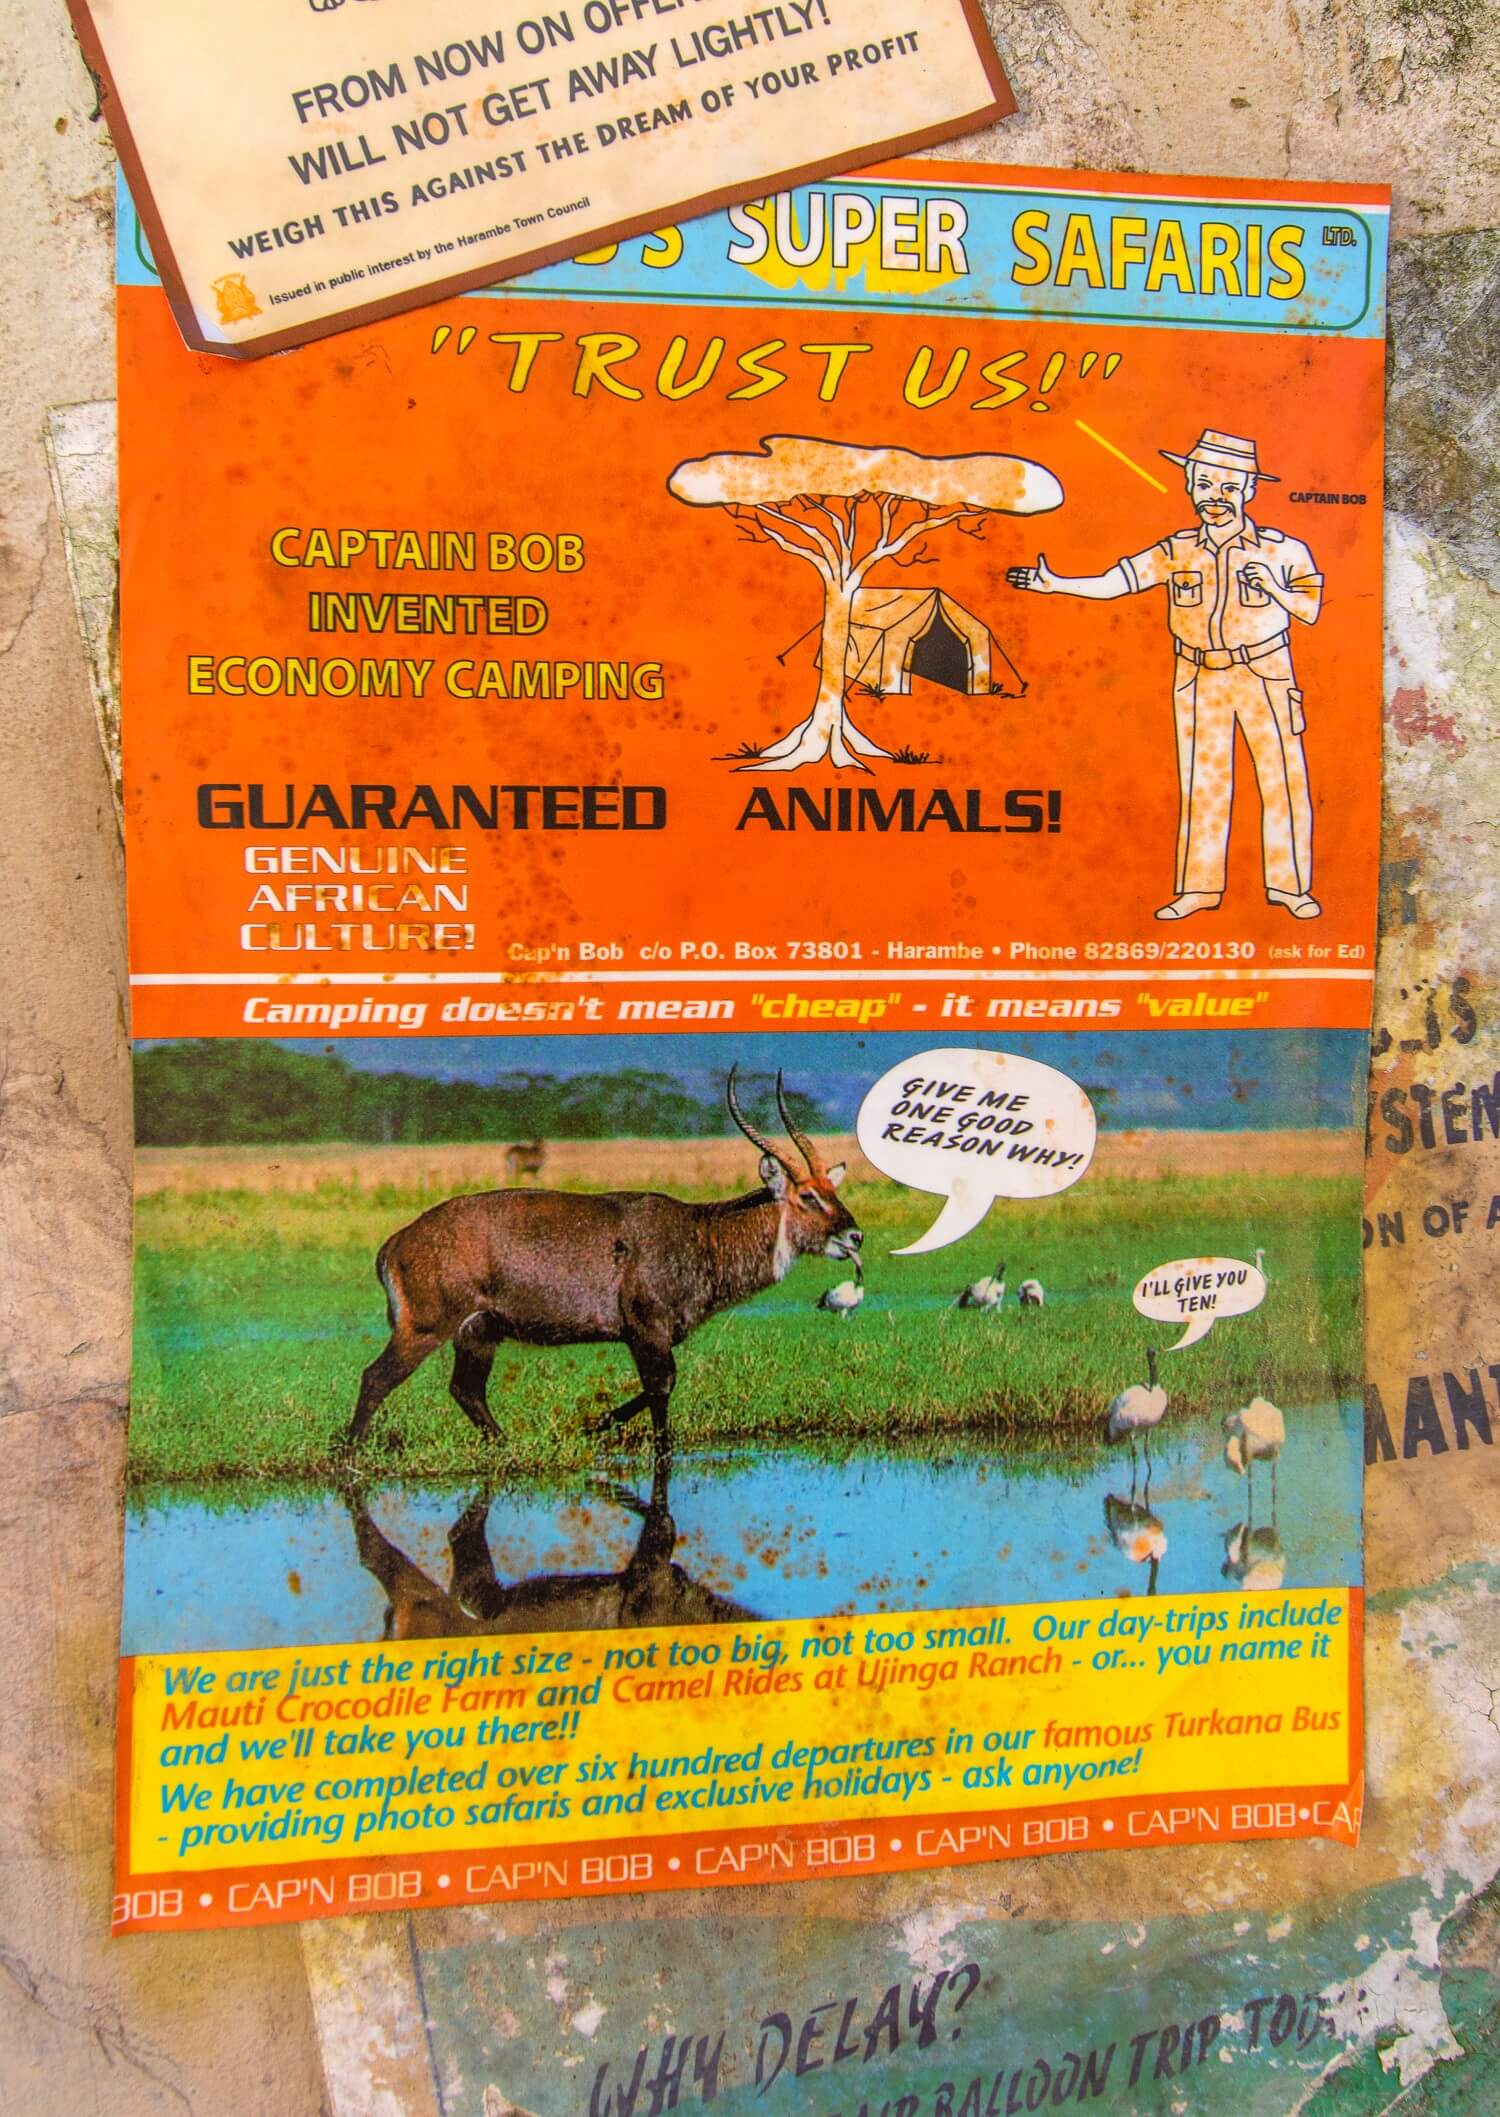 FROM NOW ON
WILL NOT GET AWAY LIGHTLY!
WEIGH THIS AGAINST THE DREAM OF YOUR PROFIT
Issued in public interest by the Harambe Town Council
SUPER SAFARIS LTD.
"TRUST US!"
CAPTAIN BOB
CAPTAIN BOB
INVENTED
ECONOMY CAMPING
GUARANTEED ANIMALS!
GENUINE
AFRICAN
CULTURE!
Cap'n Bob c/o P.O. Box 73801 - Harambe • Phone 82869/220130 (ask for Ed)
Camping doesn't mean "cheap" - it means "value"
GIVE ME
ONE GOOD
REASON WHY!
I'LL GIVE YOU
TEN!
We are just the right size - not too big, not too small. Our day-trips include
Mauti Crocodile Farm and Camel Rides at Ujinga Ranch - or... you name it
and we'll take you there!!
We have completed over six hundred departures in our famous Turkana Bus
- providing photo safaris and exclusive holidays - ask anyone!
BOB • CAP'N BOB • CAP'N BOB • CAP'N BOB • CAP'N BOB • CAP'N BOB • CAP
ON OF A
WHY DELAY?
BALLOON TRIP